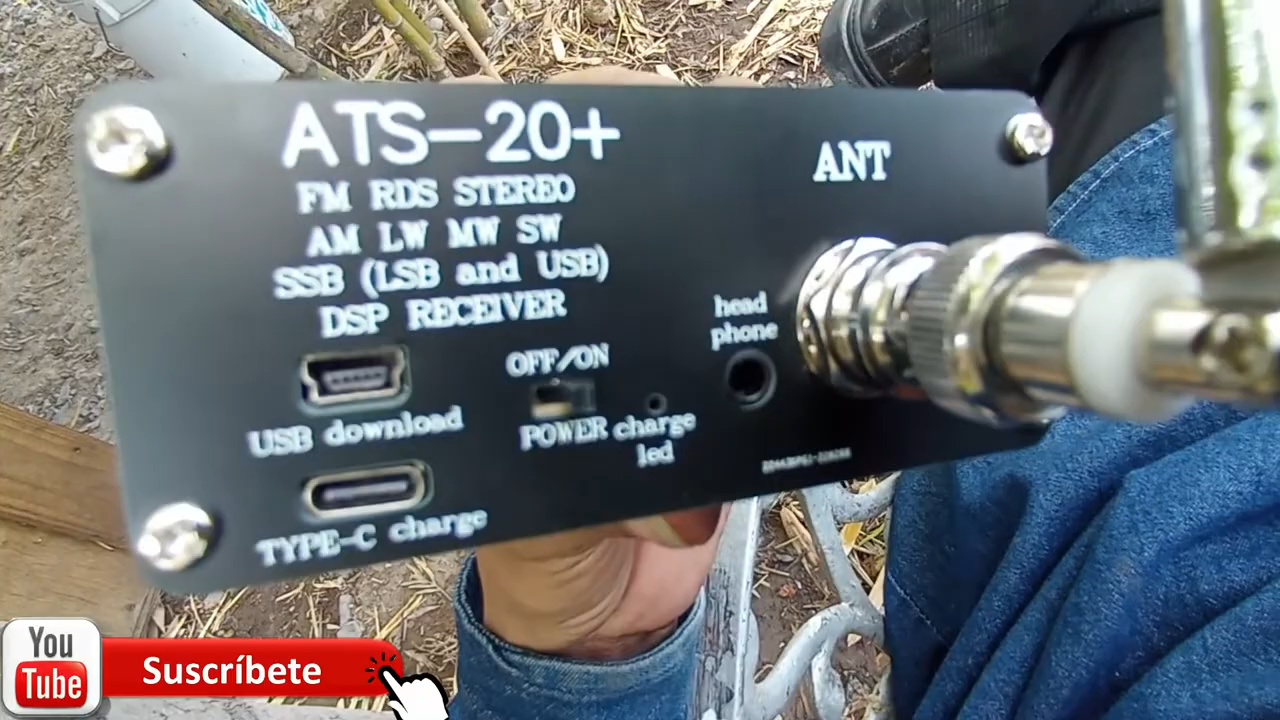 ATS-20+
FM RDS STEREO
AM LW MW SW
SSB (LSB and USB)
DSP RECEIVER
ANT
head
phone
OFF/ON
POWER
charge
led
USB download
TYPE-C charge
You
Tube
Suscríbete